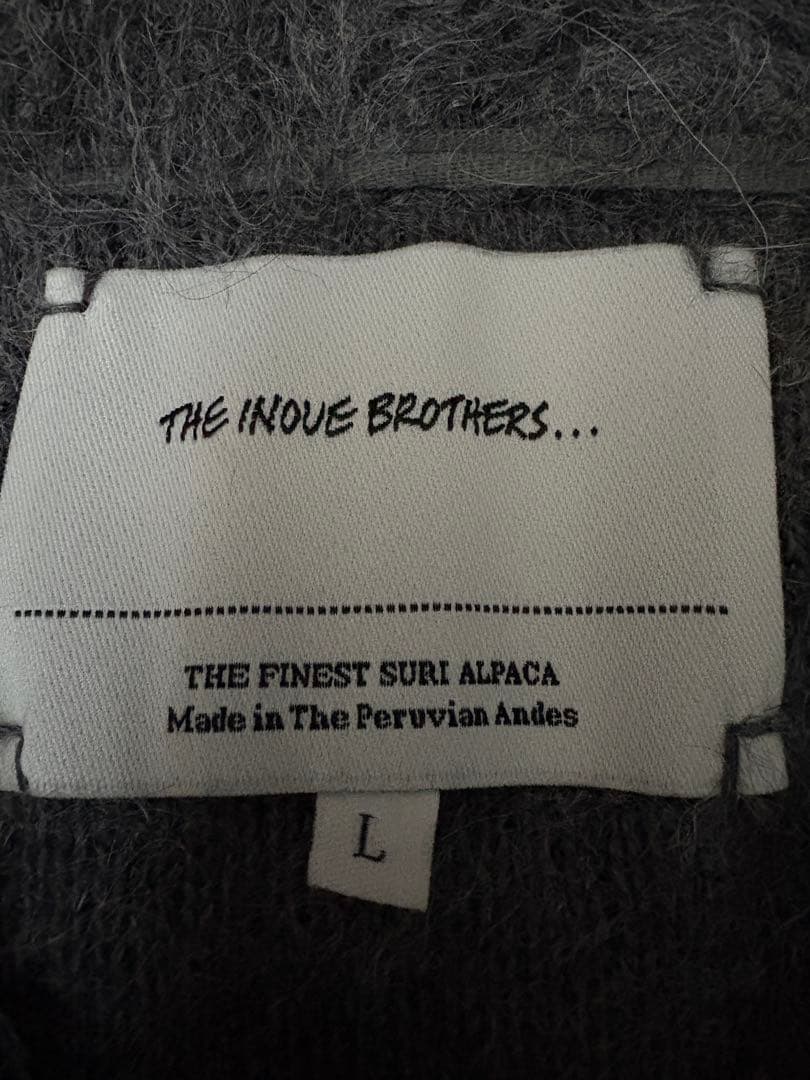 THE INOUE BROTHERS...
THE FINEST SURI ALPACA
Made in The Peruvian Andes
L